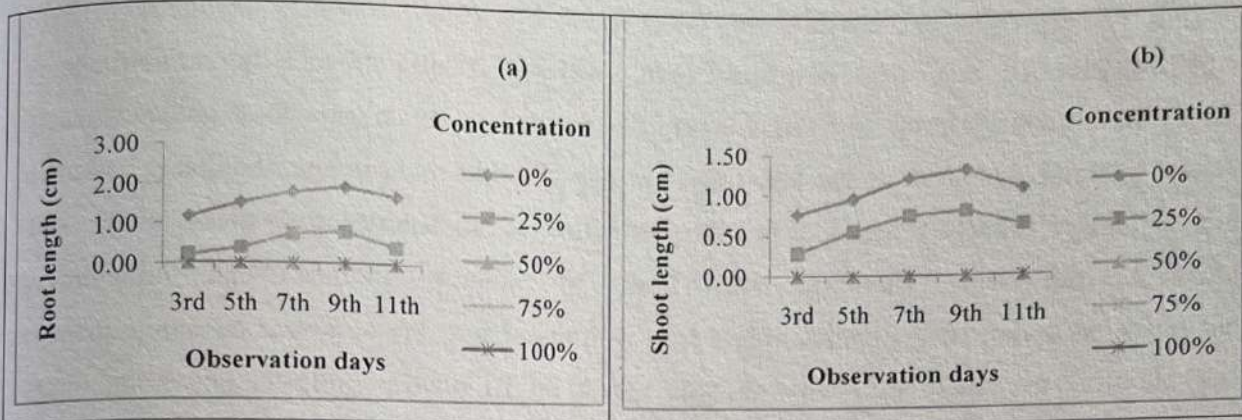 (a)
Concentration
0%
25%
50%
75%
100%
Root length (cm)
3.00
2.00
1.00
0.00
3rd 5th 7th 9th 11th
Observation days
(b)
Concentration
0%
25%
50%
75%
100%
Shoot length (cm)
1.50
1.00
0.50
0.00
3rd 5th 7th 9th 11th
Observation days